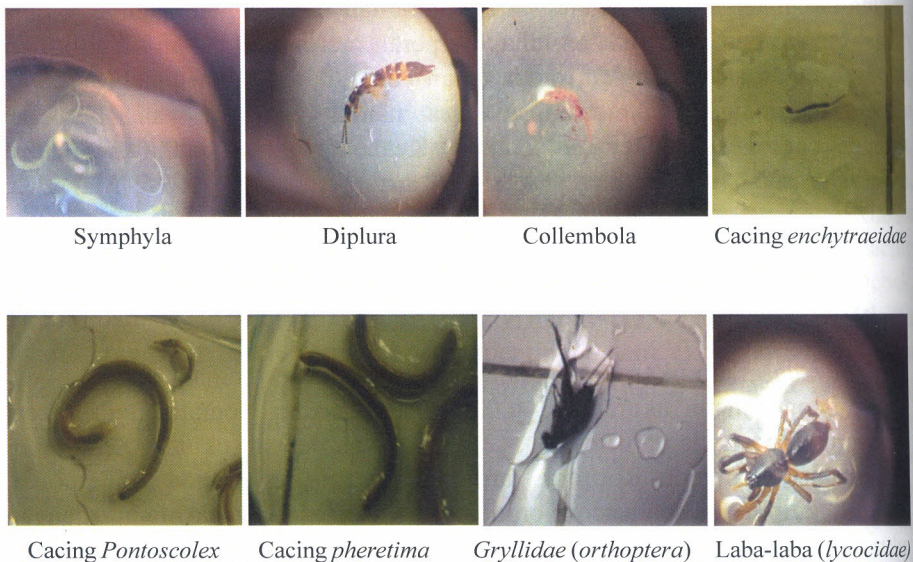 Symphyla
Diplura
Collembola
Cacing enchytraeidae
Cacing Pontoscolex
Cacing pheretima
Gryllidae (orthoptera)
Laba-laba (lycocidae)